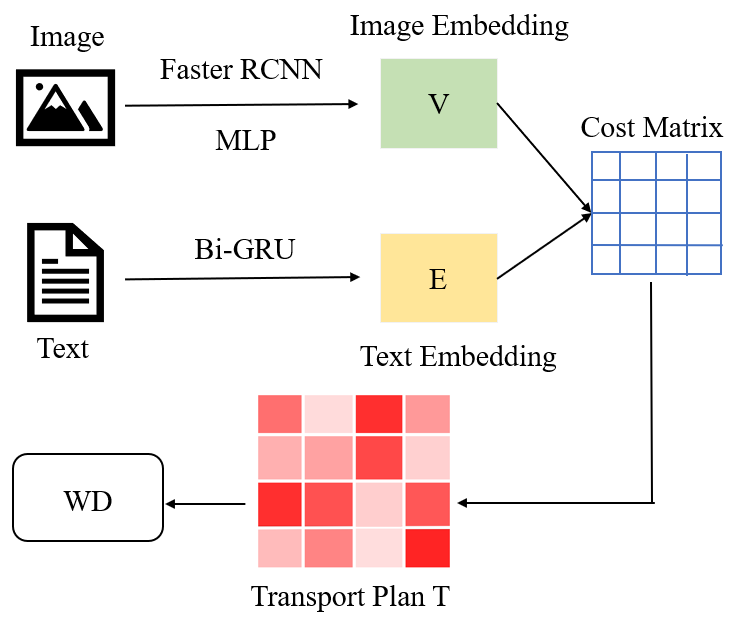 Image
Faster RCNN
MLP
Image Embedding
V
Cost Matrix
Bi-GRU
E
Text
Text Embedding
WD
Transport Plan T